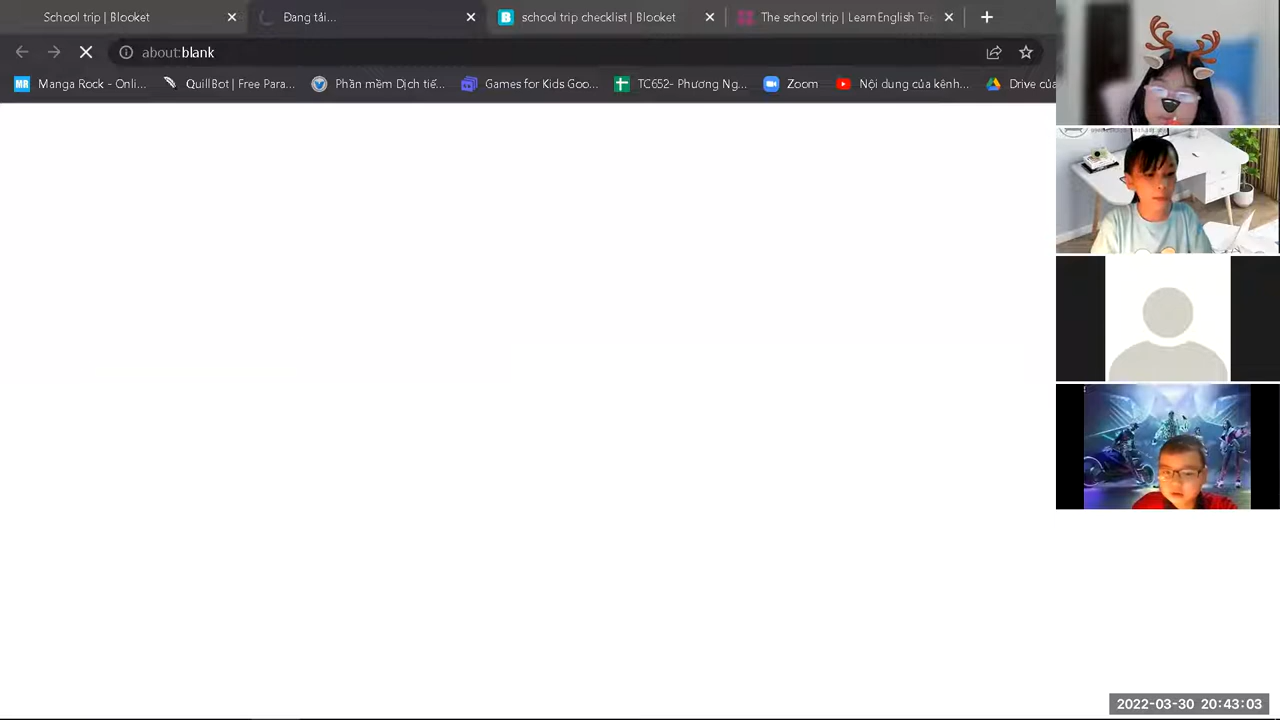 School trip | Blooket
Đang tải...
school trip checklist | Blooket
The school trip | LearnEnglish Te
about:blank
MR Manga Rock - Onli...
QuillBot | Free Para...
Phần mềm Dịch tiế...
Games for Kids Goo...
TC652- Phương Ng...
Zoom
Nội dung của kênh...
Drive của
2022-03-30 20:43:03